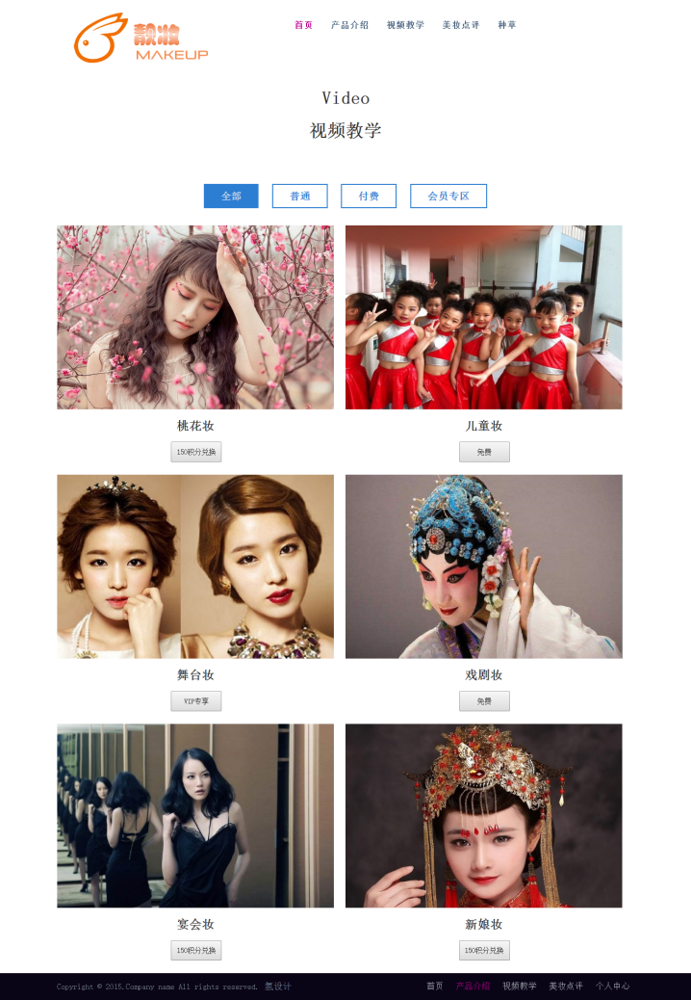 靓妆
MAKEUP
首页 产品介绍 视频教学 美妆点评 种草
Video
视频教学
全部 普通 付费 会员专区
桃花妆 儿童妆
150积分兑换 免费
舞台妆 戏剧妆
VIP专享 免费
宴会妆 新娘妆
150积分兑换 150积分兑换
Copyright © 2015.Company name All rights reserved. 氢设计 首页 产品介绍 视频教学 美妆点评 个人中心